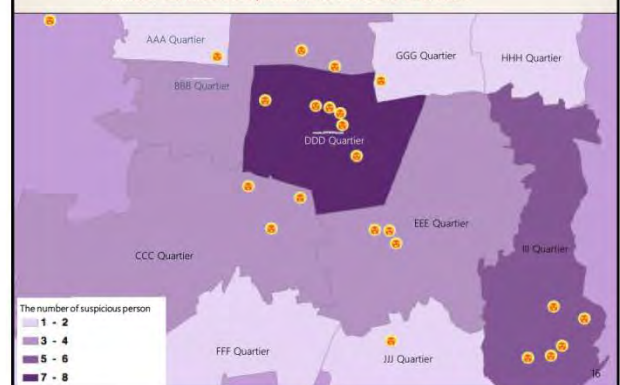 AAA Quartier
GGG Quartier
HHH Quartier
BBB Quartier
DDD Quartier
EEE Quartier
III Quartier
CCC Quartier
The number of suspicious person
1 - 2
3 - 4
5 - 6
7 - 8
FFF Quartier
JJJ Quartier
16